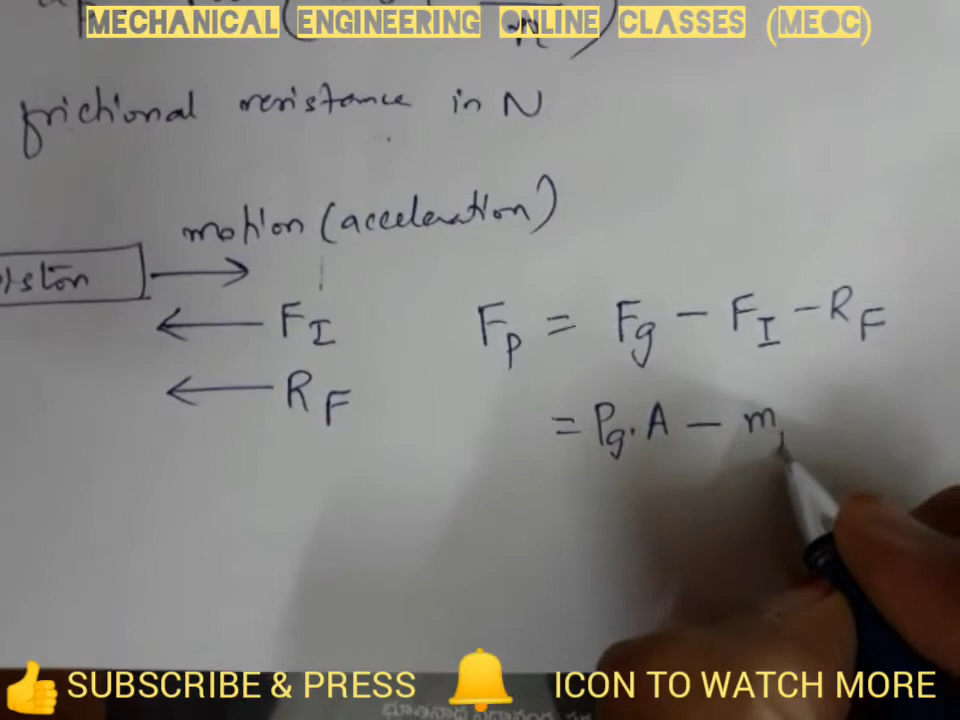 MECHANICAL ENGINEERING ONLINE CLASSES (MEOC)
frictional resistance in N
motion (acceleration)
piston
F_I
F_p = F_g - F_I - R_F
R_F
= P_g . A - m
SUBSCRIBE & PRESS ICON TO WATCH MORE